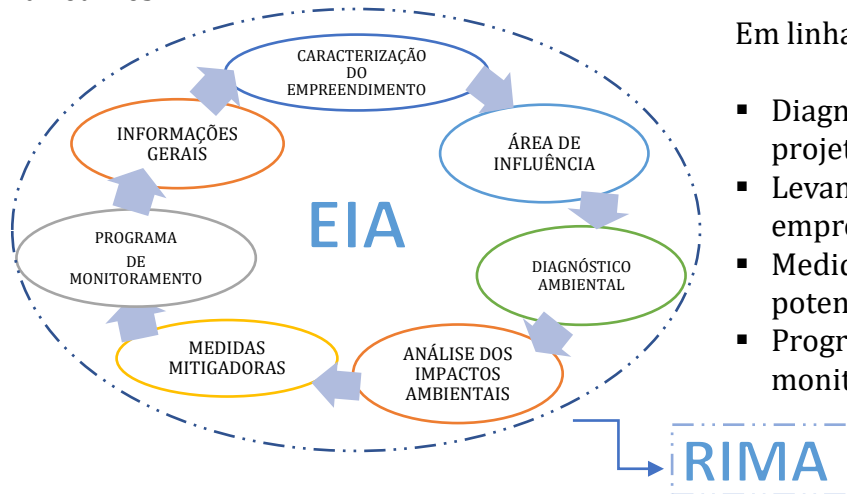 CARACTERIZAÇÃO
DO
EMPREENDIMENTO
ÁREA DE
INFLUÊNCIA
DIAGNÓSTICO
AMBIENTAL
ANÁLISE DOS
IMPACTOS
AMBIENTAIS
MEDIDAS
MITIGADORAS
PROGRAMA
DE
MONITORAMENTO
INFORMAÇÕES
GERAIS
EIA
RIMA
Em linha
▪ Diagn
projet
▪ Levan
empre
▪ Medid
poten
▪ Progr
monit